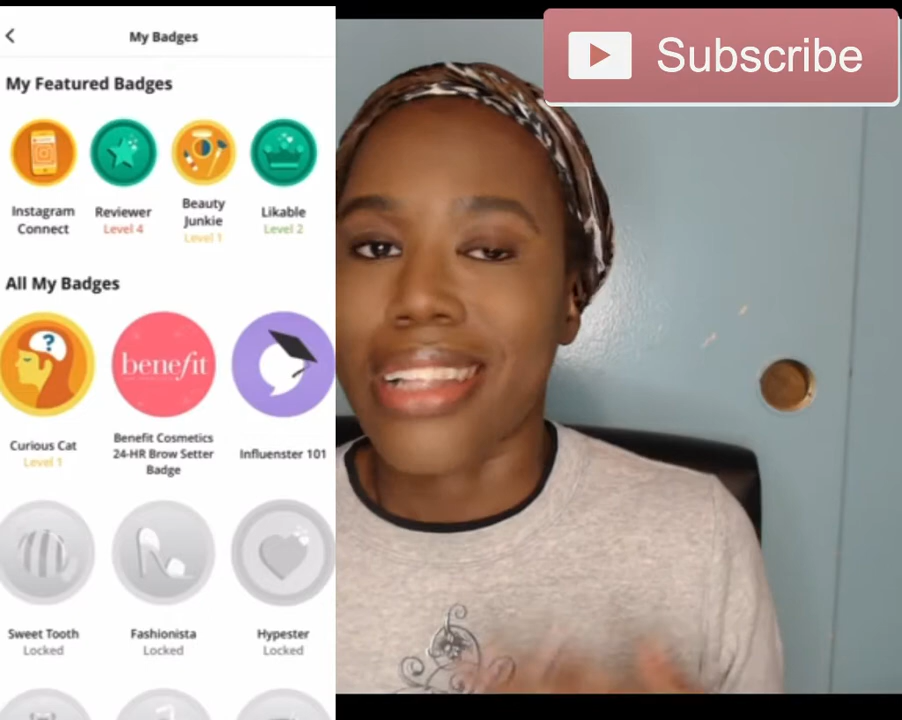 My Badges
My Featured Badges
Instagram
Connect
Reviewer
Level 4
Beauty
Junkie
Level 1
Likable
Level 2
All My Badges
?
benefit
Curious Cat
Level 1
Benefit Cosmetics
24-HR Brow Setter
Badge
Influenster 101
Sweet Tooth
Locked
Fashionista
Locked
Hypester
Locked
Subscribe